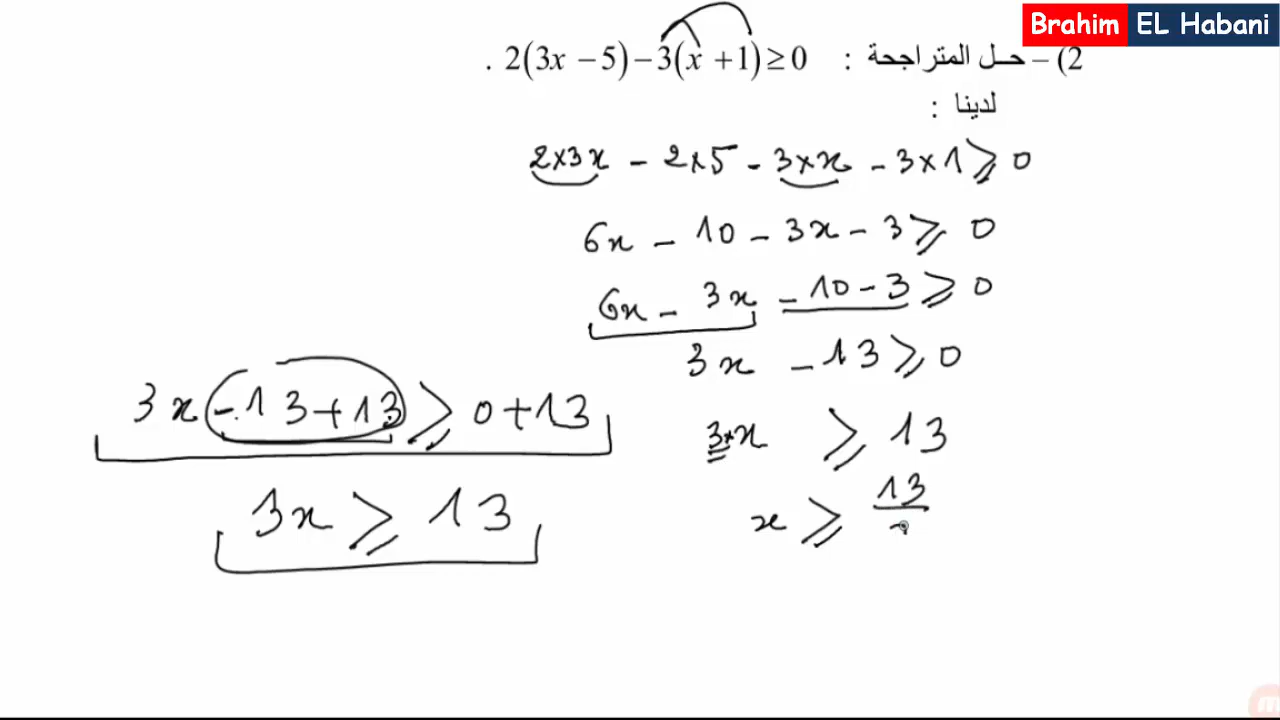 Brahim EL Habani
2) – حـل المتراجحة : 2(3x − 5) − 3(x + 1) ≥ 0 .
لدينا :
2×3x - 2×5 - 3×x - 3×1 ⩾ 0
6x - 10 - 3x - 3 ⩾ 0
6x - 3x - 10 - 3 ⩾ 0
3x - 13 ⩾ 0
3x - 13 + 13 ⩾ 0 + 13
3×x ⩾ 13
3x ⩾ 13
x ⩾ 13/